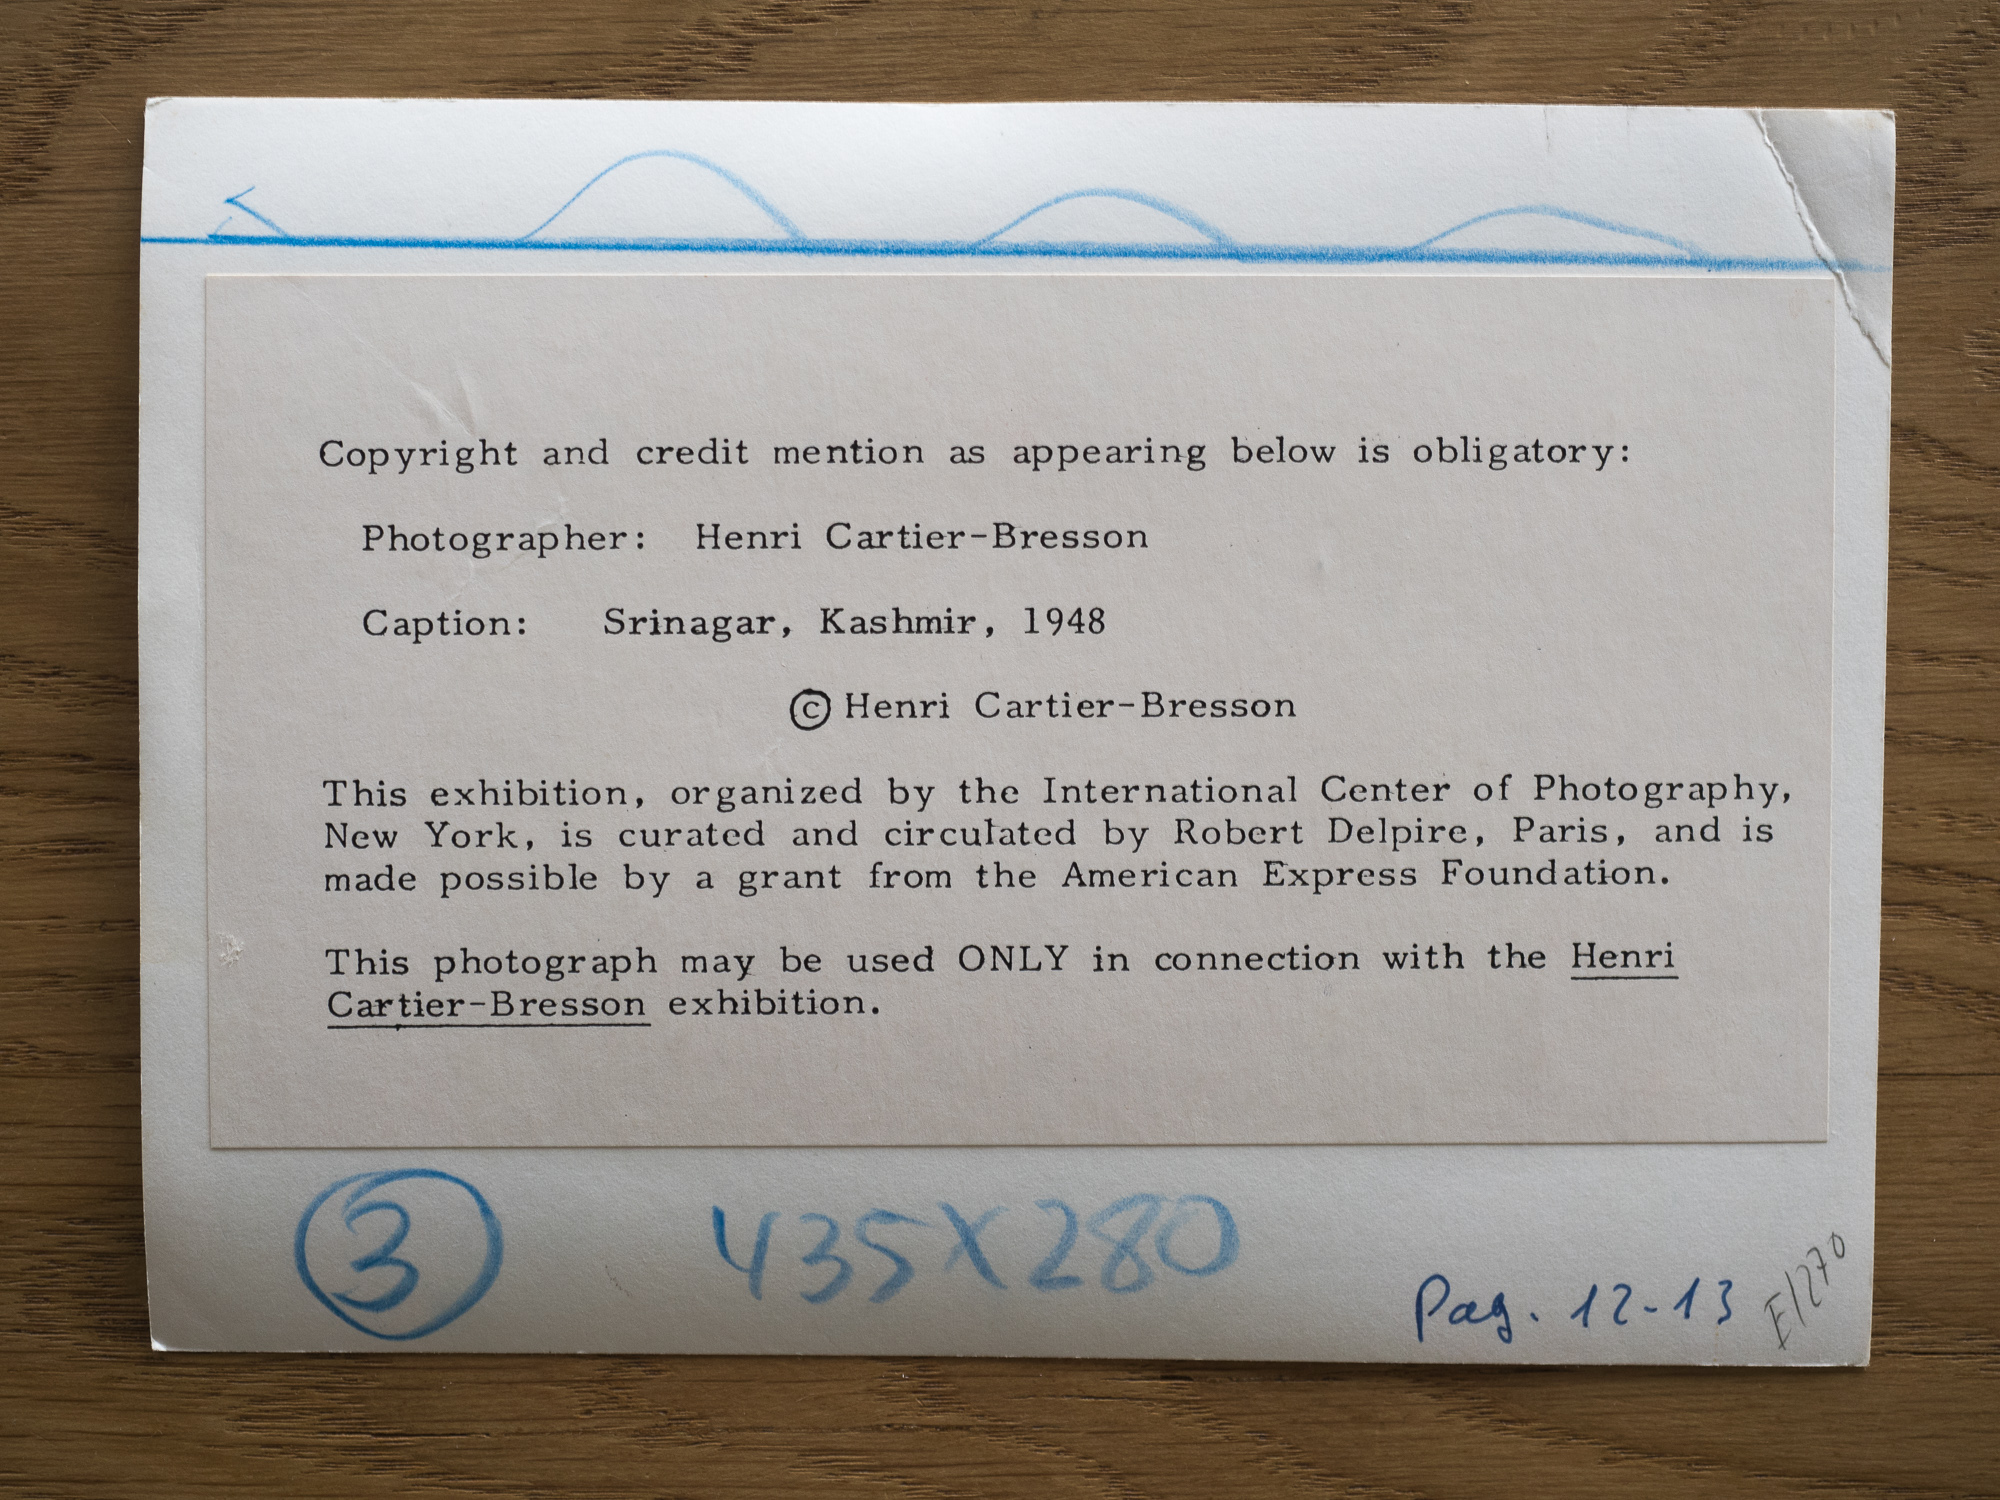 Copyright and credit mention as appearing below is obligatory:
Photographer: Henri Cartier-Bresson
Caption: Srinagar, Kashmir, 1948
© Henri Cartier-Bresson
This exhibition, organized by the International Center of Photography,
New York, is curated and circulated by Robert Delpire, Paris, and is
made possible by a grant from the American Express Foundation.
This photograph may be used ONLY in connection with the Henri
Cartier-Bresson exhibition.
3
435X280
Pag. 12-13
E/270